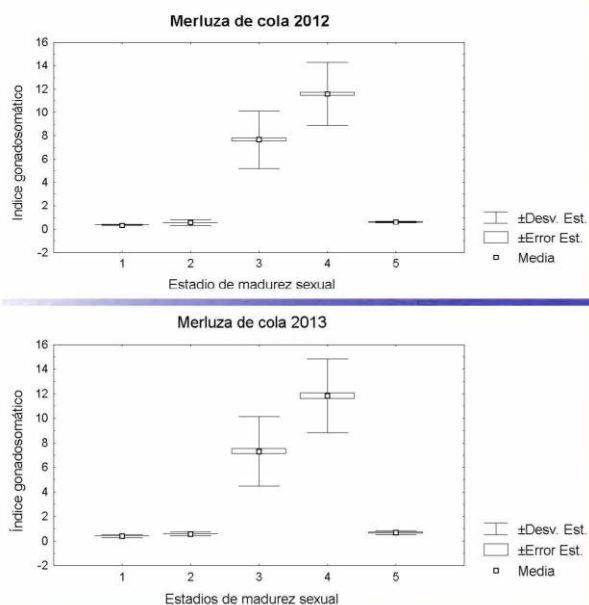 Merluza de cola 2012
Indice gonadosomático
16
14
12
10
8
6
4
2
0
-2
1 2 3 4 5
Estadio de madurez sexual
±Desv. Est.
±Error Est.
Media
Merluza de cola 2013
Índice gonadosomático
16
14
12
10
8
6
4
2
0
-2
1 2 3 4 5
Estadios de madurez sexual
±Desv. Est.
±Error Est.
Media